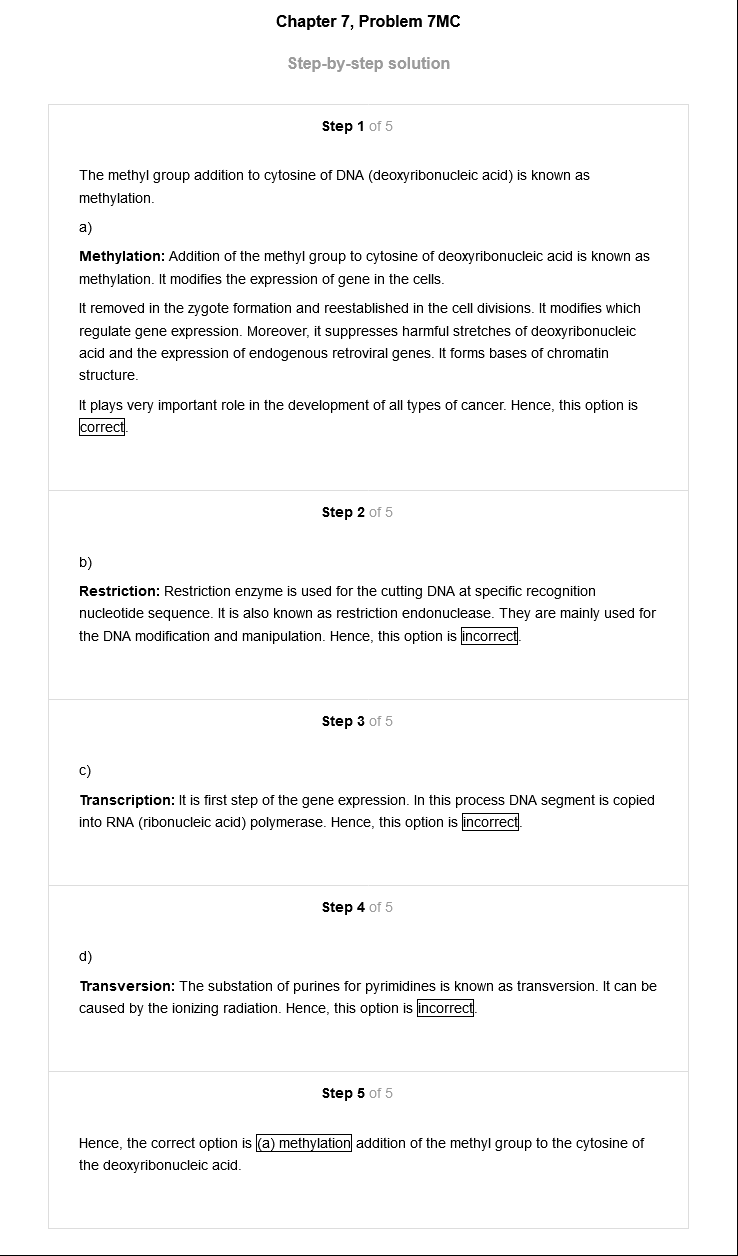 Chapter 7, Problem 7MC
Step-by-step solution
Step 1 of 5
The methyl group addition to cytosine of DNA (deoxyribonucleic acid) is known as
methylation.
a)
Methylation: Addition of the methyl group to cytosine of deoxyribonucleic acid is known as
methylation. It modifies the expression of gene in the cells.
It removed in the zygote formation and reestablished in the cell divisions. It modifies which
regulate gene expression. Moreover, it suppresses harmful stretches of deoxyribonucleic
acid and the expression of endogenous retroviral genes. It forms bases of chromatin
structure.
It plays very important role in the development of all types of cancer. Hence, this option is
correct.
Step 2 of 5
b)
Restriction: Restriction enzyme is used for the cutting DNA at specific recognition
nucleotide sequence. It is also known as restriction endonuclease. They are mainly used for
the DNA modification and manipulation. Hence, this option is incorrect.
Step 3 of 5
c)
Transcription: It is first step of the gene expression. In this process DNA segment is copied
into RNA (ribonucleic acid) polymerase. Hence, this option is incorrect.
Step 4 of 5
d)
Transversion: The substation of purines for pyrimidines is known as transversion. It can be
caused by the ionizing radiation. Hence, this option is incorrect.
Step 5 of 5
Hence, the correct option is (a) methylation addition of the methyl group to the cytosine of
the deoxyribonucleic acid.